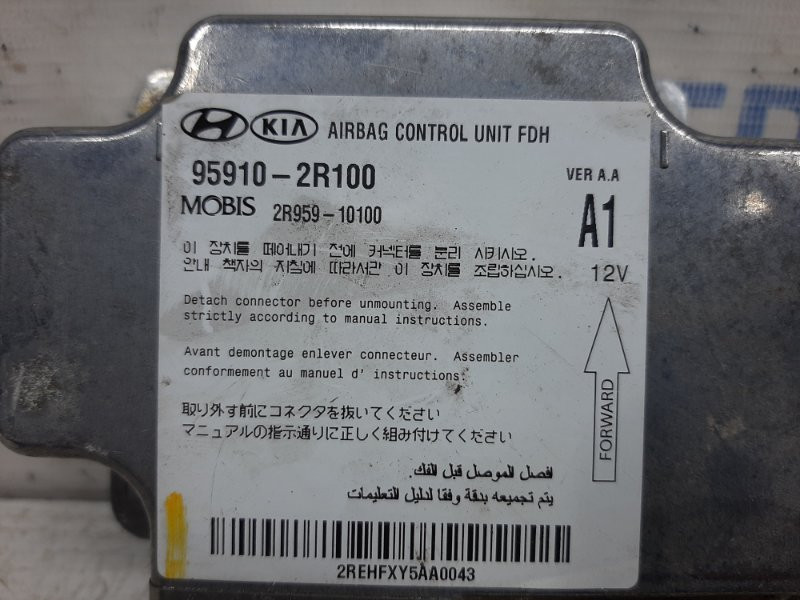 KIA AIRBAG CONTROL UNIT FDH
95910-2R100
VER A.A
MOBIS 2R959-10100
A1
이 장치를 떼어내기 전에 커넥터를 분리 시키시오.
안내 책자의 지침에 따라서만 이 장치를 조립하십시오.
12V
Detach connector before unmounting. Assemble
strictly according to manual instructions.
Avant demontage enlever connecteur. Assembler
conformement au manuel d' instructions.
FORWARD
取り外す前にコネクタを抜いてください
マニュアルの指示通りに正しく組み付けてください
افصل الموصل قبل الفك.
يتم تجميعه بدقة وفقا لدليل التعليمات
2REHFXY5AA0043